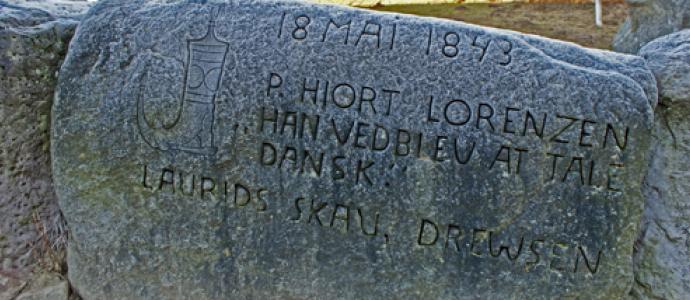 18 MAI 1843
P. HIORT LORENZEN
"HAN VEDBLEV AT TALE
DANSK."
LAURIDS SKAU, DREWSEN